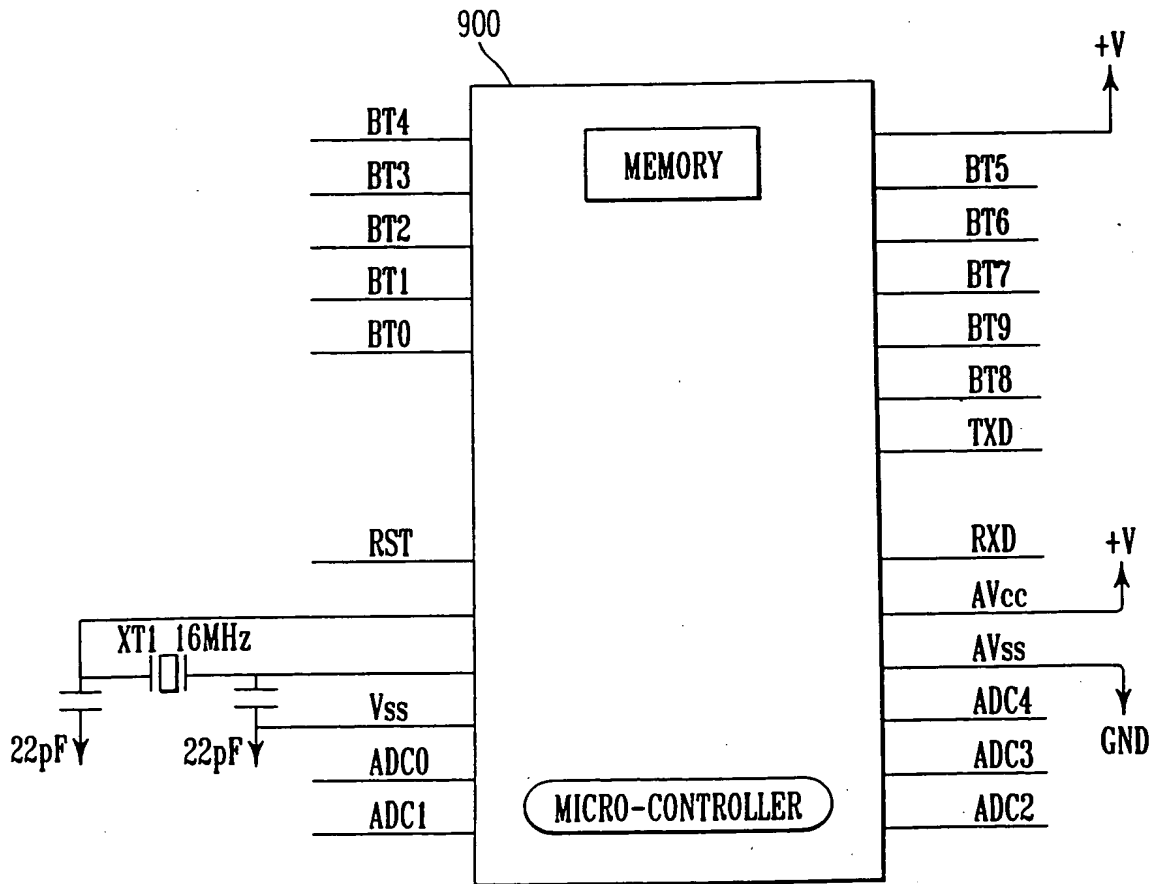 900
+V
BT4
MEMORY
BT3
BT5
BT2
BT6
BT1
BT7
BT0
BT9
BT8
TXD
RST
RXD
+V
AVcc
XT1 16MHz
AVss
Vss
ADC4
22pF
22pF
GND
ADC0
ADC3
MICRO-CONTROLLER
ADC1
ADC2